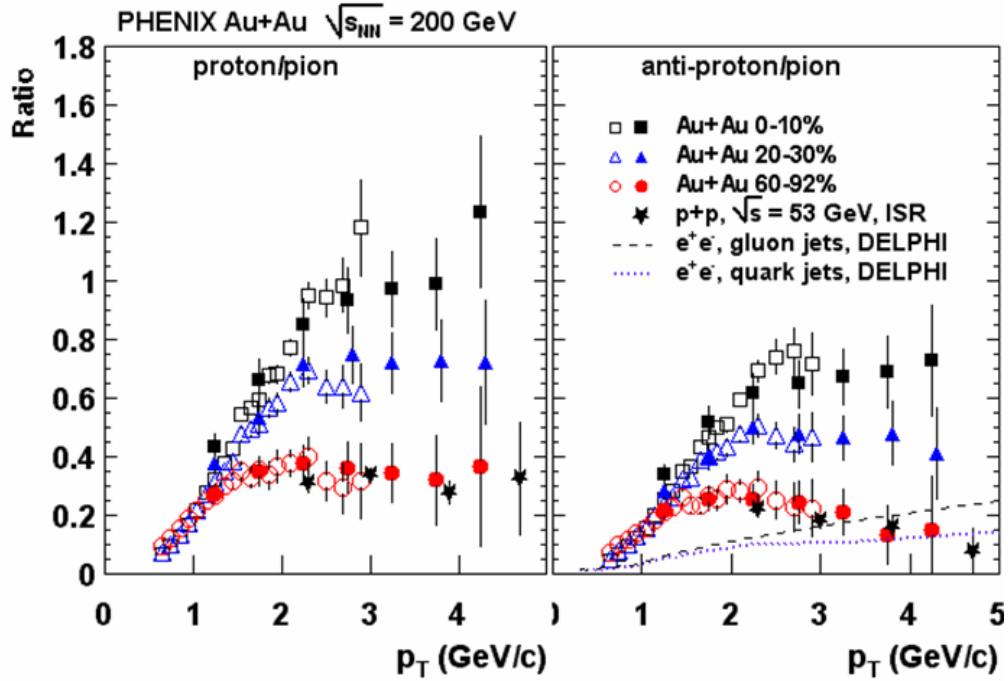 PHENIX Au+Au √sNN = 200 GeV
Ratio
1.8
1.6
1.4
1.2
1
0.8
0.6
0.4
0.2
0
proton/pion
0 1 2 3 4
pT (GeV/c)
anti-proton/pion
Au+Au 0-10%
Au+Au 20-30%
Au+Au 60-92%
p+p, √s = 53 GeV, ISR
e+e-, gluon jets, DELPHI
e+e-, quark jets, DELPHI
0 1 2 3 4 5
pT (GeV/c)